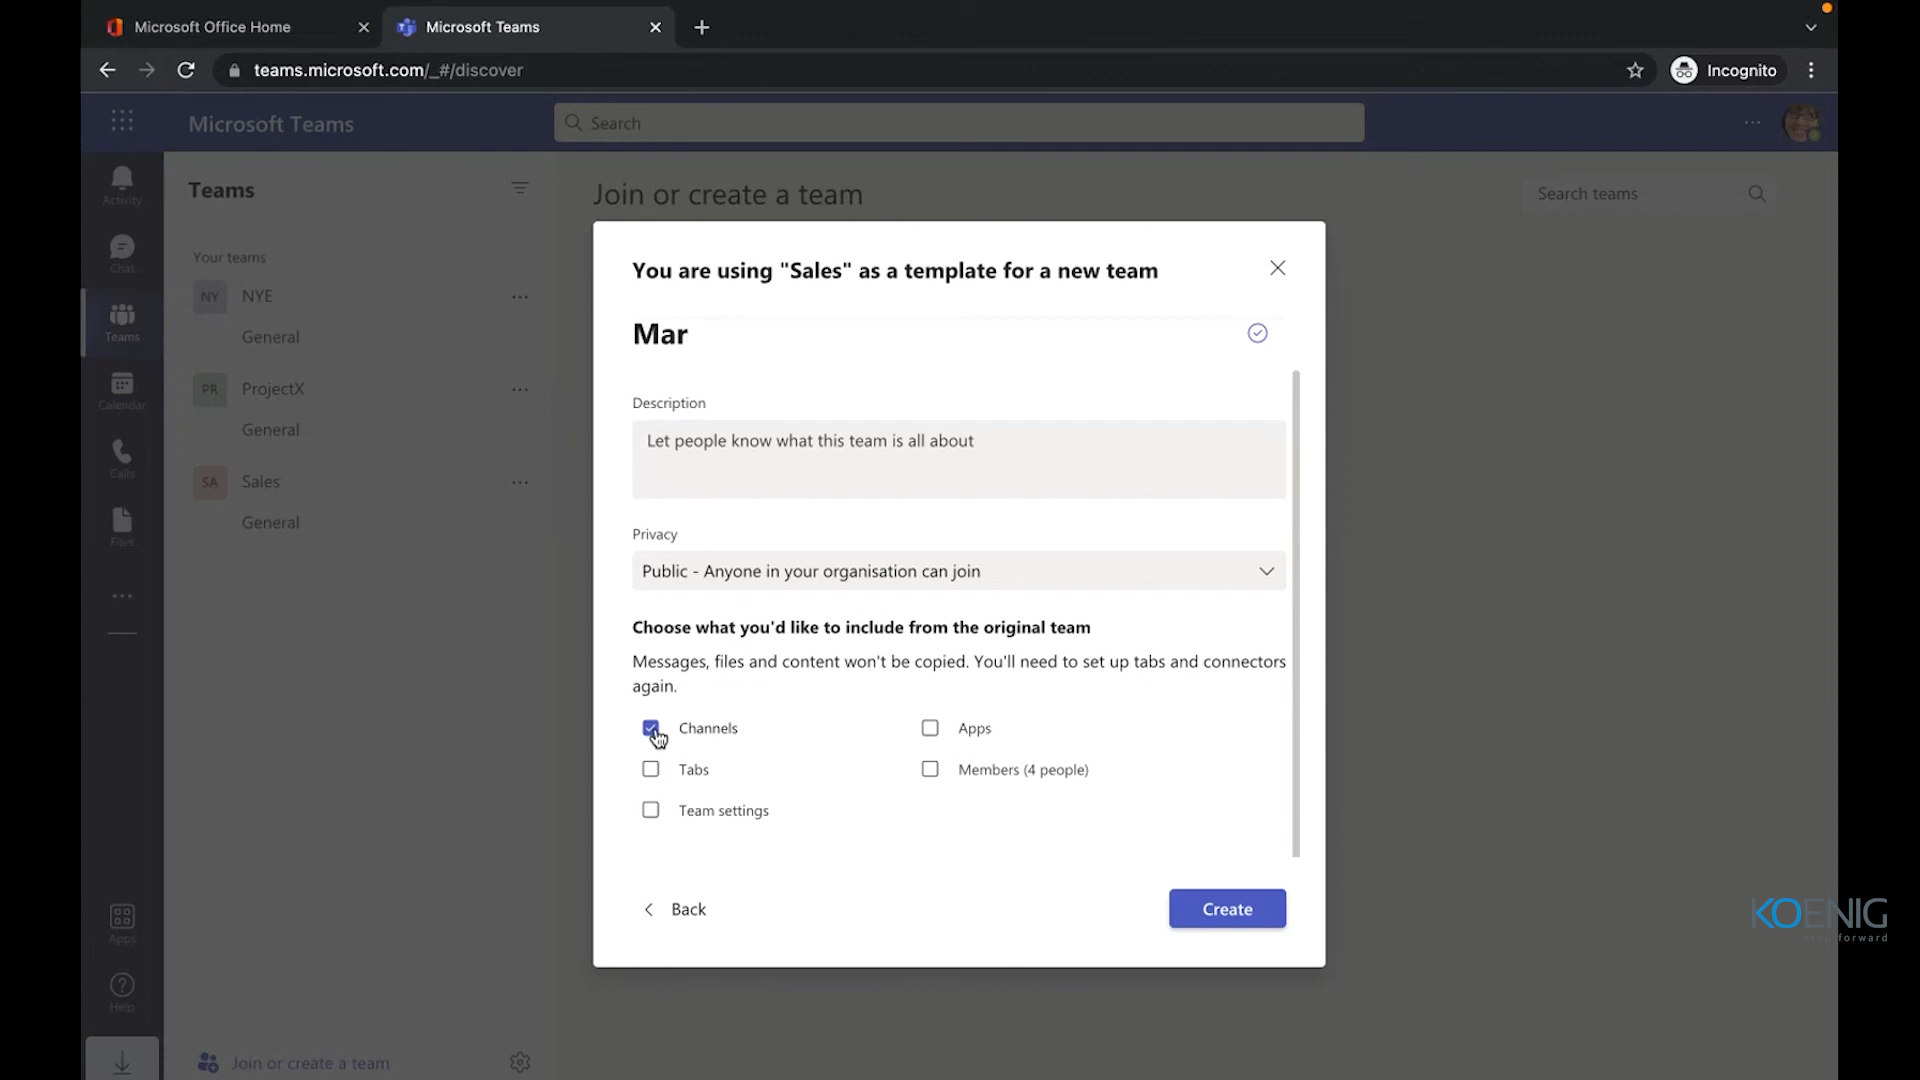 Microsoft Office Home
Microsoft Teams
teams.microsoft.com/_#/discover
Incognito
Microsoft Teams
Search
Activity
Chat
Teams
Calendar
Calls
Files
Apps
Help
Teams
Your teams
NY NYE
General
PR ProjectX
General
SA Sales
General
Join or create a team
Join or create a team
Search teams
You are using "Sales" as a template for a new team
Mar
Description
Let people know what this team is all about
Privacy
Public - Anyone in your organisation can join
Choose what you'd like to include from the original team
Messages, files and content won't be copied. You'll need to set up tabs and connectors
again.
Channels
Apps
Tabs
Members (4 people)
Team settings
Back
Create
KOENIG
step forward